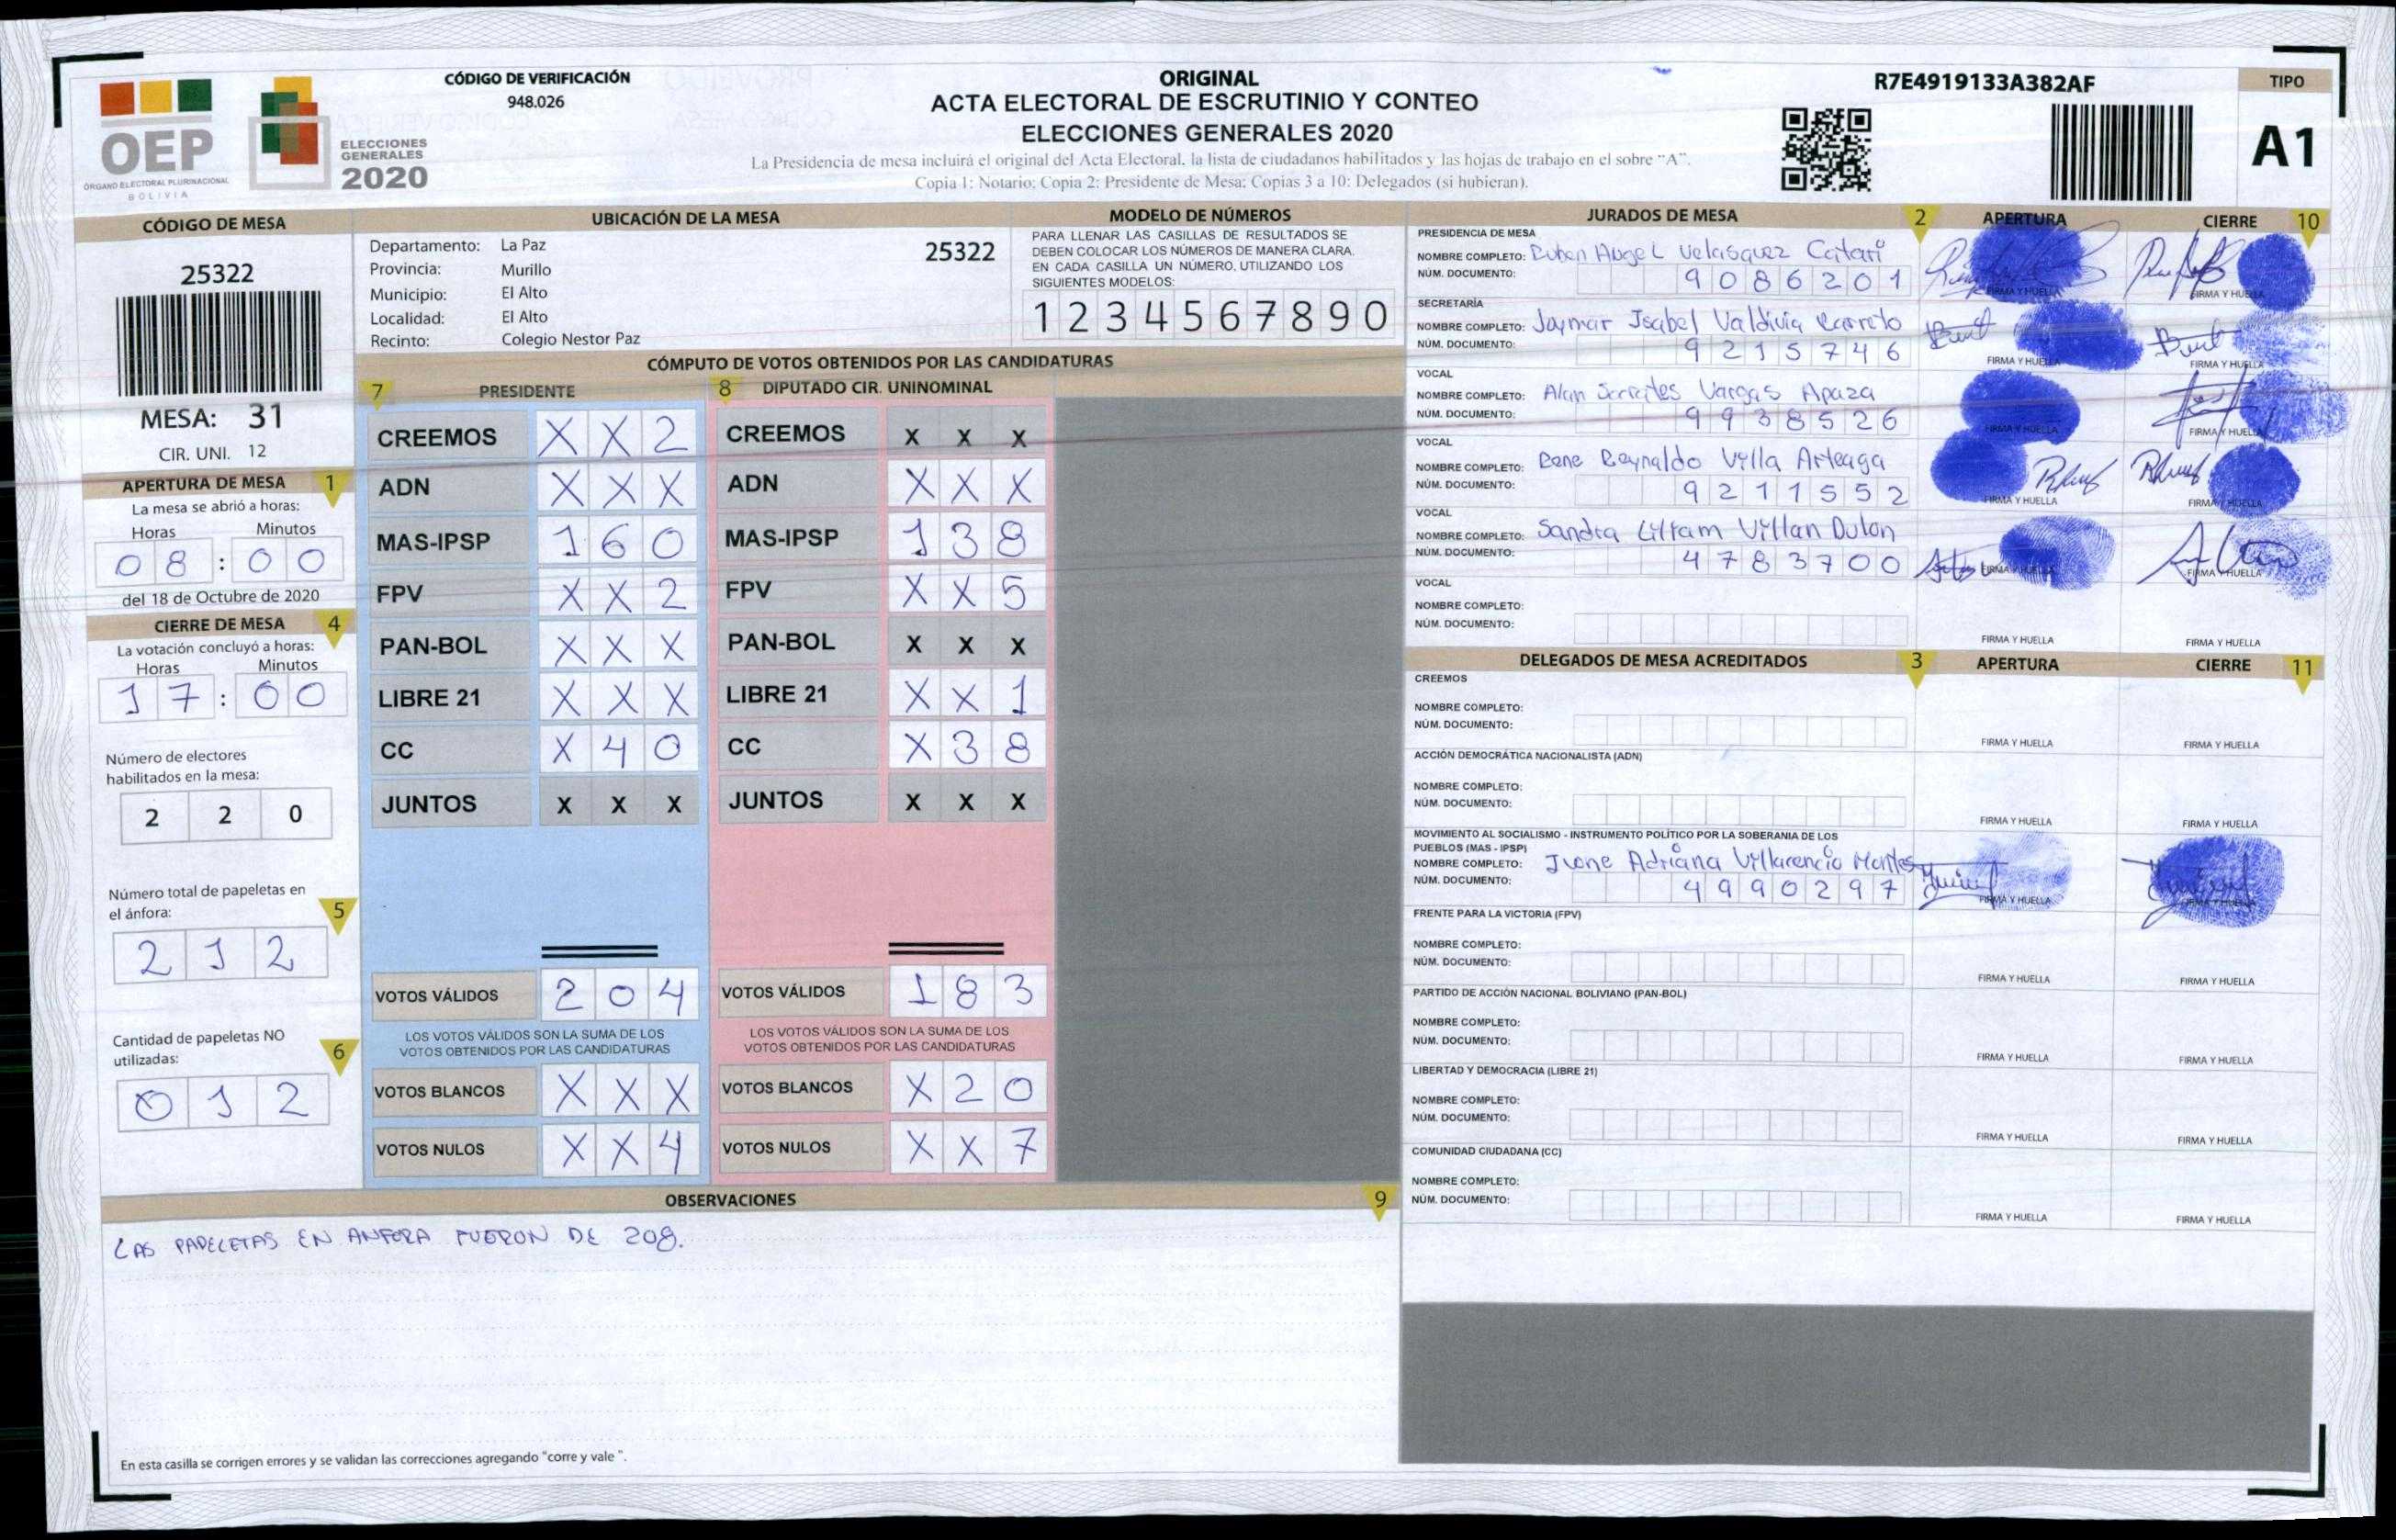 CÓDIGO DE VERIFICACIÓN
948.026
OEP
ÓRGANO ELECTORAL PLURINACIONAL
BOLIVIA
ELECCIONES
GENERALES
2020
ORIGINAL
ACTA ELECTORAL DE ESCRUTINIO Y CONTEO
ELECCIONES GENERALES 2020
La Presidencia de mesa incluirá el original del Acta Electoral, la lista de ciudadanos habilitados y las hojas de trabajo en el sobre "A".
Copia 1: Notario; Copia 2: Presidente de Mesa; Copias 3 a 10: Delegados (si hubieran).
R7E4919133A382AF
TIPO
A1
CÓDIGO DE MESA
25322
MESA: 31
CIR. UNI. 12
APERTURA DE MESA 1
La mesa se abrió a horas:
Horas Minutos
08:00
del 18 de Octubre de 2020
CIERRE DE MESA 4
La votación concluyó a horas:
Horas Minutos
17:00
Número de electores
habilitados en la mesa:
2 2 0
Número total de papeletas en
el ánfora: 5
2 1 2
Cantidad de papeletas NO
utilizadas: 6
0 1 2
UBICACIÓN DE LA MESA
Departamento: La Paz 25322
Provincia: Murillo
Municipio: El Alto
Localidad: El Alto
Recinto: Colegio Nestor Paz
MODELO DE NÚMEROS
PARA LLENAR LAS CASILLAS DE RESULTADOS SE
DEBEN COLOCAR LOS NÚMEROS DE MANERA CLARA.
EN CADA CASILLA UN NÚMERO, UTILIZANDO LOS
SIGUIENTES MODELOS:
1 2 3 4 5 6 7 8 9 0
CÓMPUTO DE VOTOS OBTENIDOS POR LAS CANDIDATURAS
7 PRESIDENTE 8 DIPUTADO CIR. UNINOMINAL
CREEMOS X X 2 CREEMOS X X X
ADN X X X ADN X X X
MAS-IPSP 1 6 0 MAS-IPSP 1 3 8
FPV X X 2 FPV X X 5
PAN-BOL X X X PAN-BOL X X X
LIBRE 21 X X X LIBRE 21 X X 1
CC X 4 0 CC X 3 8
JUNTOS X X X JUNTOS X X X
VOTOS VÁLIDOS 2 0 4 VOTOS VÁLIDOS 1 8 3
LOS VOTOS VÁLIDOS SON LA SUMA DE LOS LOS VOTOS VÁLIDOS SON LA SUMA DE LOS
VOTOS OBTENIDOS POR LAS CANDIDATURAS VOTOS OBTENIDOS POR LAS CANDIDATURAS
VOTOS BLANCOS X X X VOTOS BLANCOS X 2 0
VOTOS NULOS X X 4 VOTOS NULOS X X 7
OBSERVACIONES 9
LAS PAPELETAS EN ANFORA FUERON DE 208.
En esta casilla se corrigen errores y se validan las correcciones agregando "corre y vale ".
JURADOS DE MESA 2 APERTURA CIERRE 10
PRESIDENCIA DE MESA
NOMBRE COMPLETO: Ruben Angel Velasquez Catari
NÚM. DOCUMENTO: 9086201 FIRMA Y HUELLA FIRMA Y HUELLA
SECRETARÍA
NOMBRE COMPLETO: Jaymar Isabel Valdivia Barreto
NÚM. DOCUMENTO: 9215746 FIRMA Y HUELLA FIRMA Y HUELLA
VOCAL
NOMBRE COMPLETO: Alan Vargas Apaza
NÚM. DOCUMENTO: 9938526 FIRMA Y HUELLA FIRMA Y HUELLA
VOCAL
NOMBRE COMPLETO: Rene Reynaldo Villa Arteaga
NÚM. DOCUMENTO: 9211552 FIRMA Y HUELLA FIRMA Y HUELLA
VOCAL
NOMBRE COMPLETO: Sandra Liliam Villan Dulon
NÚM. DOCUMENTO: 4783700 FIRMA Y HUELLA FIRMA Y HUELLA
VOCAL
NOMBRE COMPLETO:
NÚM. DOCUMENTO: FIRMA Y HUELLA FIRMA Y HUELLA
DELEGADOS DE MESA ACREDITADOS 3 APERTURA CIERRE 11
CREEMOS
NOMBRE COMPLETO:
NÚM. DOCUMENTO: FIRMA Y HUELLA FIRMA Y HUELLA
ACCIÓN DEMOCRÁTICA NACIONALISTA (ADN)
NOMBRE COMPLETO:
NÚM. DOCUMENTO: FIRMA Y HUELLA FIRMA Y HUELLA
MOVIMIENTO AL SOCIALISMO - INSTRUMENTO POLÍTICO POR LA SOBERANIA DE LOS
PUEBLOS (MAS - IPSP)
NOMBRE COMPLETO: Ivone Adriana Villarencio Montes
NÚM. DOCUMENTO: 4990297 FIRMA Y HUELLA FIRMA Y HUELLA
FRENTE PARA LA VICTORIA (FPV)
NOMBRE COMPLETO:
NÚM. DOCUMENTO: FIRMA Y HUELLA FIRMA Y HUELLA
PARTIDO DE ACCIÓN NACIONAL BOLIVIANO (PAN-BOL)
NOMBRE COMPLETO:
NÚM. DOCUMENTO: FIRMA Y HUELLA FIRMA Y HUELLA
LIBERTAD Y DEMOCRACIA (LIBRE 21)
NOMBRE COMPLETO:
NÚM. DOCUMENTO: FIRMA Y HUELLA FIRMA Y HUELLA
COMUNIDAD CIUDADANA (CC)
NOMBRE COMPLETO:
NÚM. DOCUMENTO: FIRMA Y HUELLA FIRMA Y HUELLA